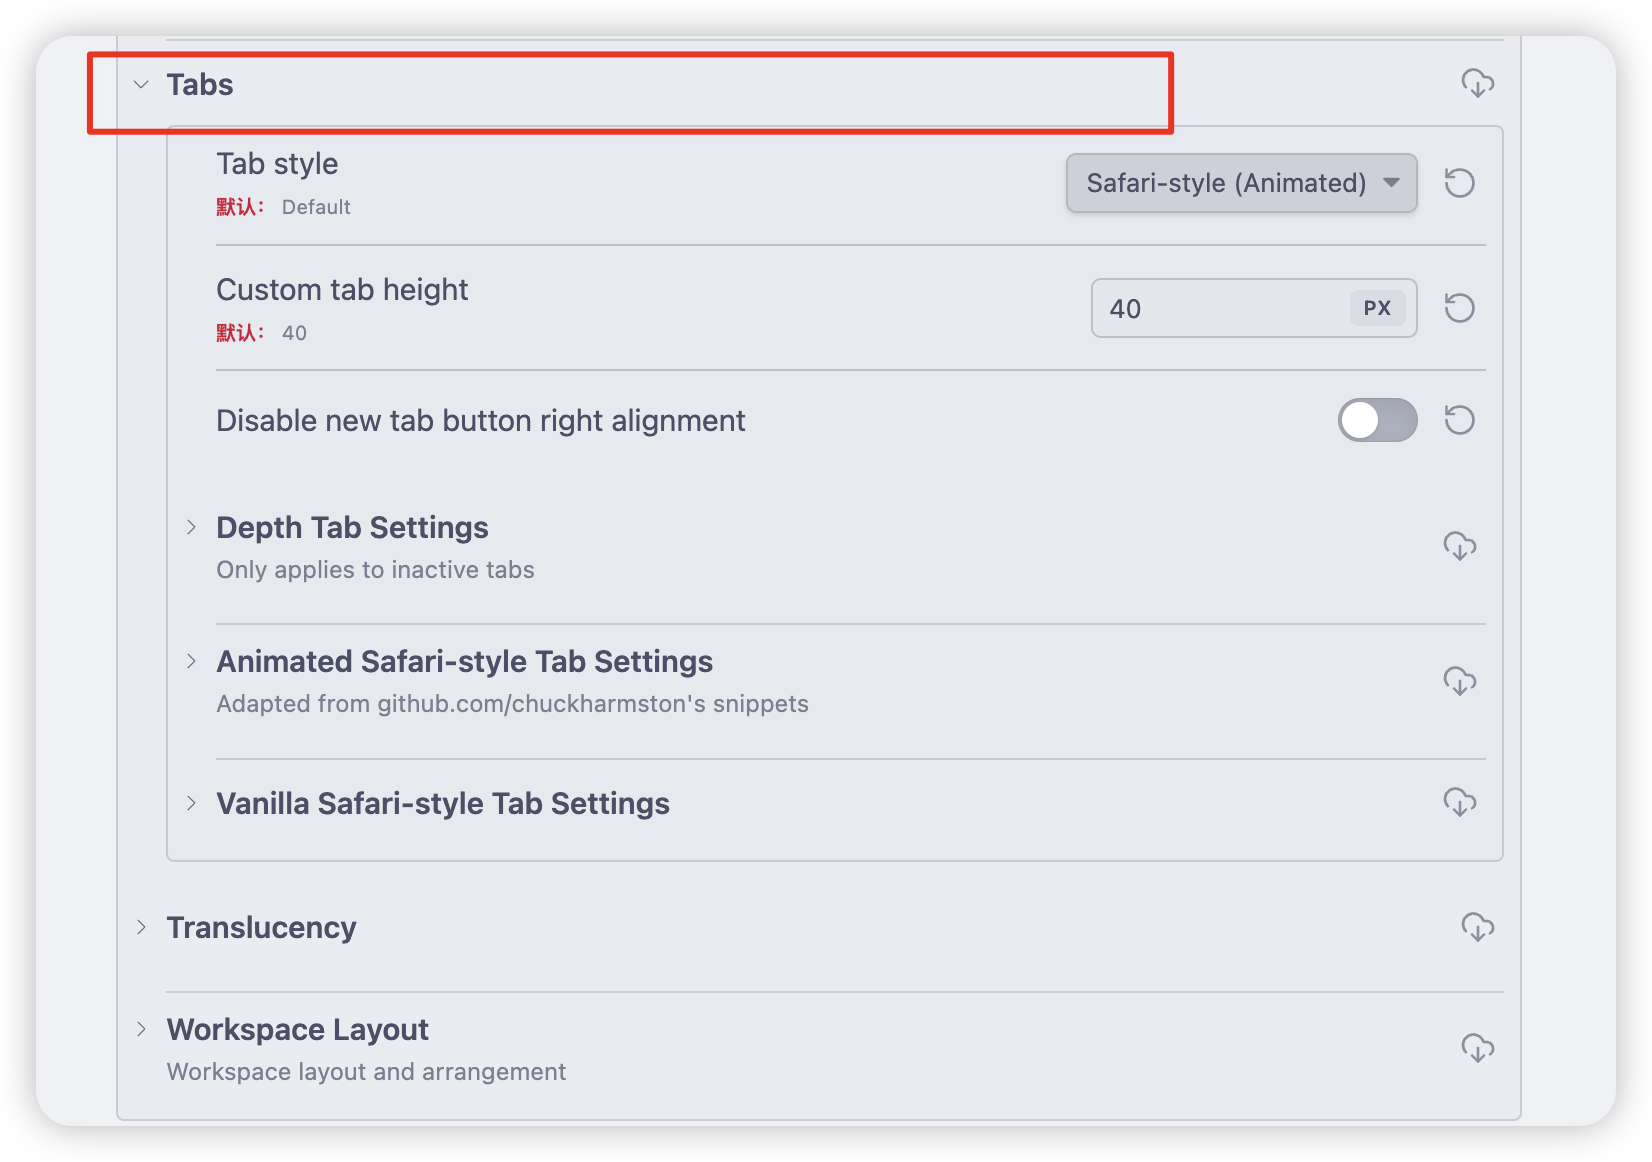 Tabs
Tab style
Safari-style (Animated)
默认： Default
Custom tab height
40 PX
默认： 40
Disable new tab button right alignment
Depth Tab Settings
Only applies to inactive tabs
Animated Safari-style Tab Settings
Adapted from github.com/chuckharmston's snippets
Vanilla Safari-style Tab Settings
Translucency
Workspace Layout
Workspace layout and arrangement